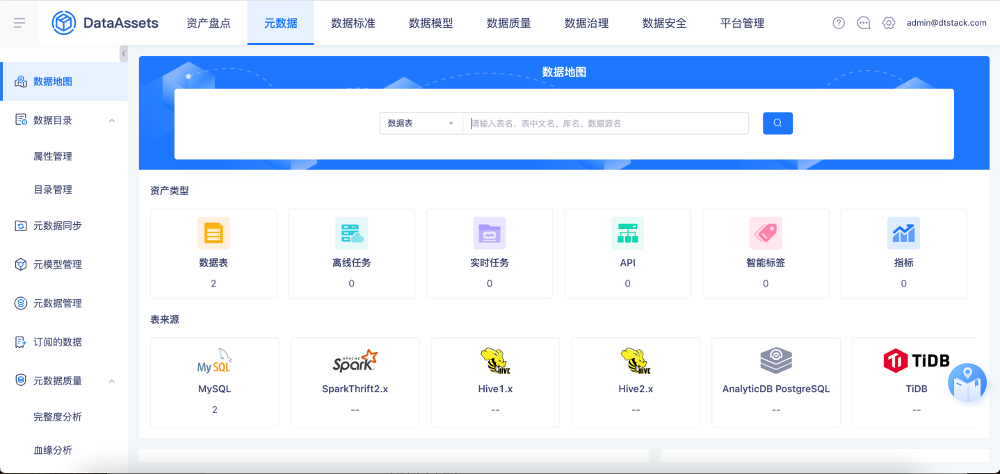 DataAssets
资产盘点
元数据
数据标准
数据模型
数据质量
数据治理
数据安全
平台管理
admin@dtstack.com
数据地图
数据目录
属性管理
目录管理
元数据同步
元模型管理
元数据管理
订阅的数据
元数据质量
完整度分析
血缘分析
数据地图
数据表
请输入表名、表中文名、库名、数据源名
资产类型
数据表
2
离线任务
0
实时任务
0
API
0
智能标签
0
指标
0
表来源
MySQL
MySQL
2
APACHE
Spark
SparkThrift2.x
--
HIVE
Hive1.x
--
HIVE
Hive2.x
--
AnalyticDB PostgreSQL
--
TiDB
TiDB
--